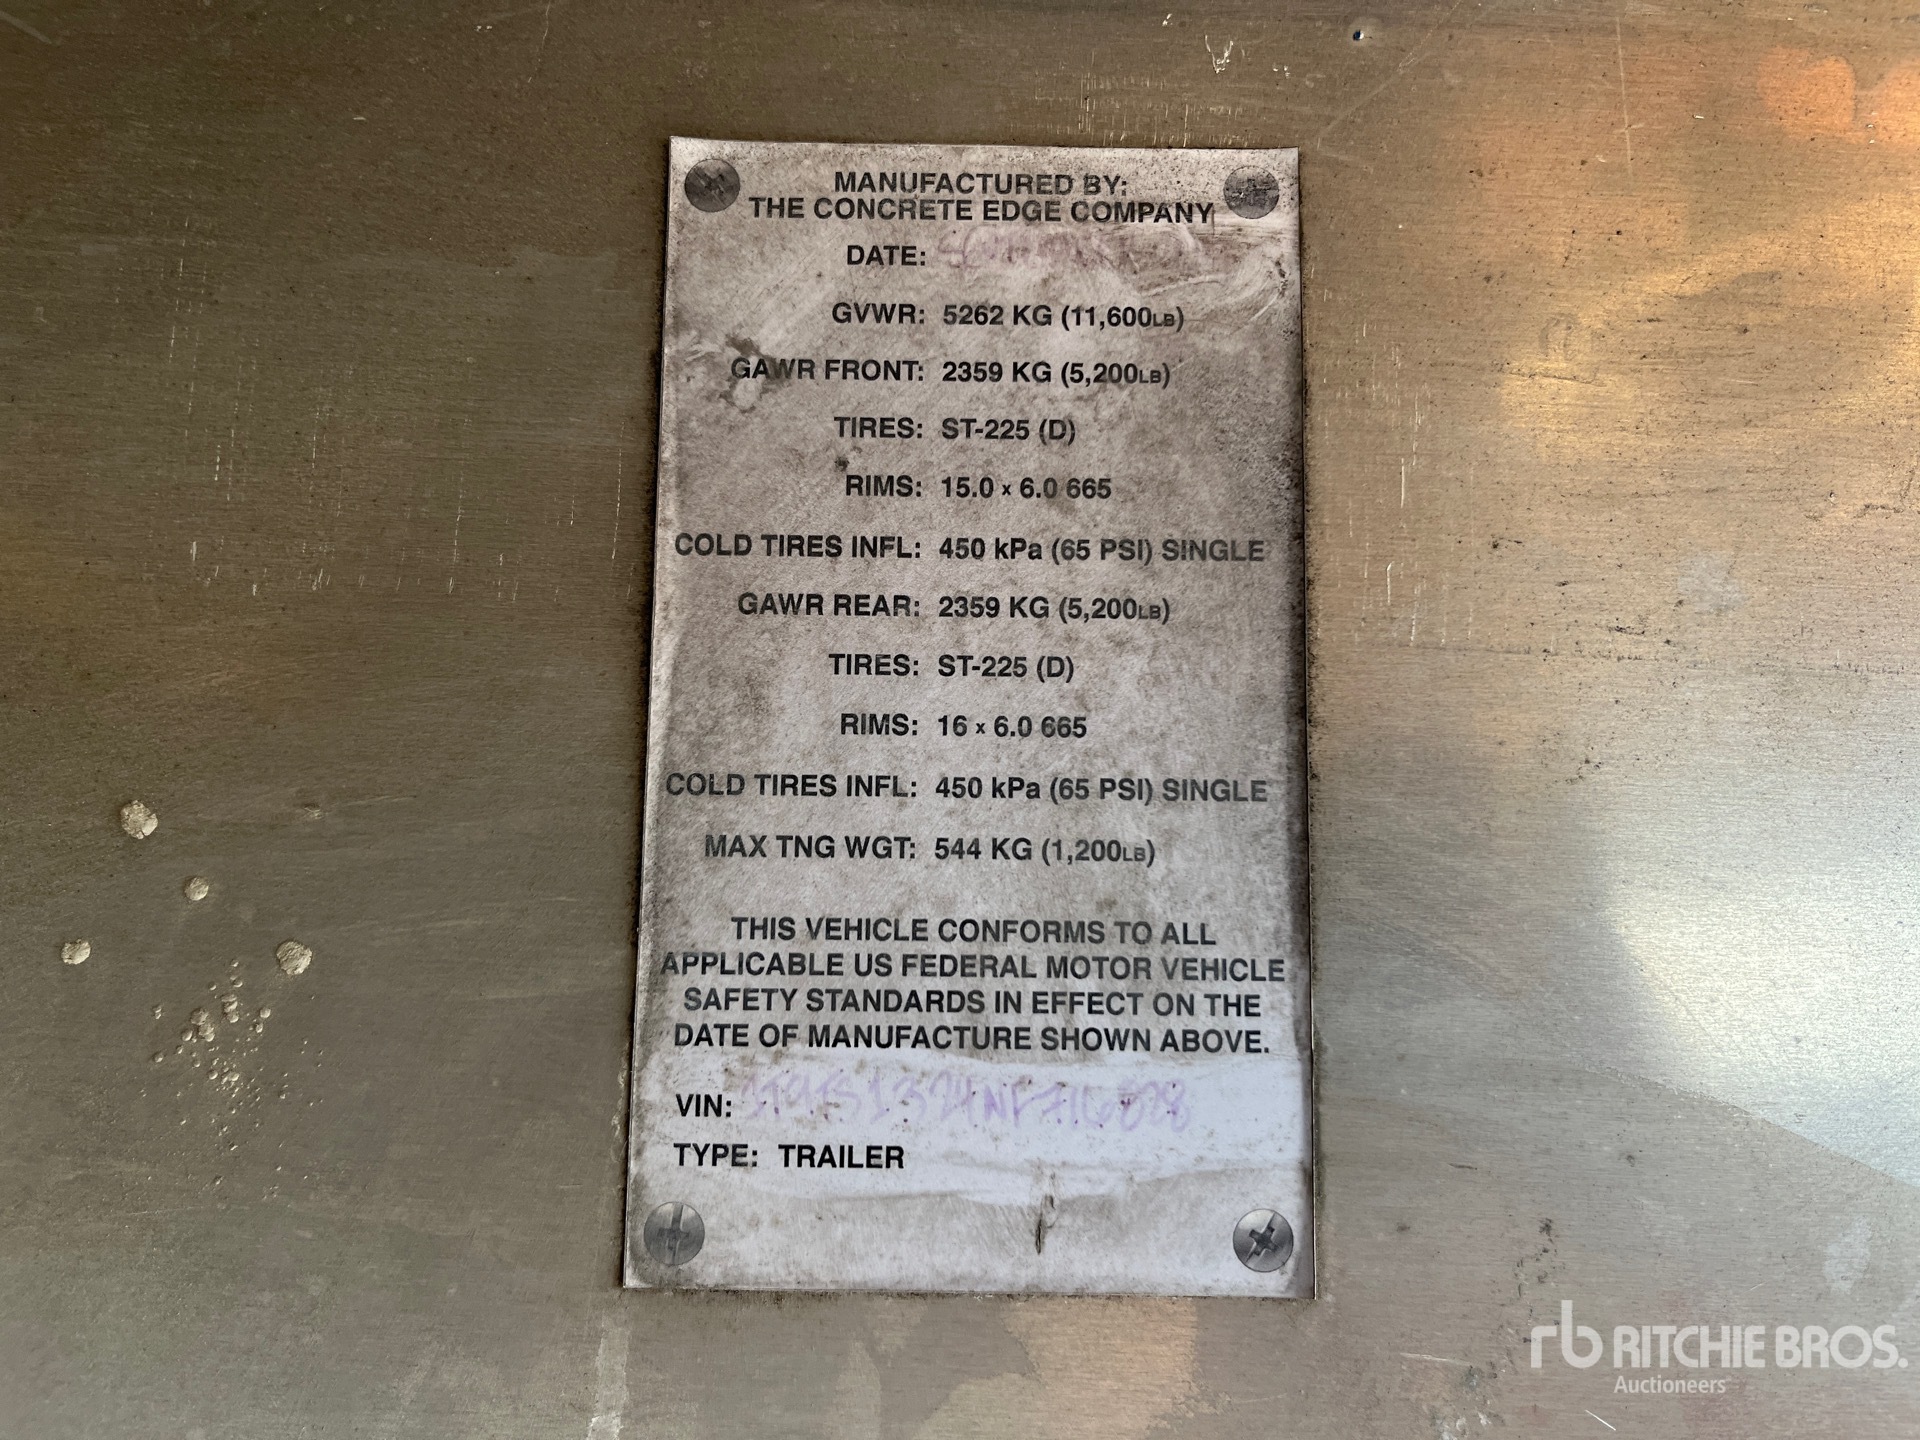 MANUFACTURED BY:
THE CONCRETE EDGE COMPANY
DATE:
GVWR: 5262 KG (11,600LB)
GAWR FRONT: 2359 KG (5,200LB)
TIRES: ST-225 (D)
RIMS: 15.0 x 6.0 665
COLD TIRES INFL: 450 kPa (65 PSI) SINGLE
GAWR REAR: 2359 KG (5,200LB)
TIRES: ST-225 (D)
RIMS: 16 x 6.0 665
COLD TIRES INFL: 450 kPa (65 PSI) SINGLE
MAX TNG WGT: 544 KG (1,200LB)
THIS VEHICLE CONFORMS TO ALL
APPLICABLE US FEDERAL MOTOR VEHICLE
SAFETY STANDARDS IN EFFECT ON THE
DATE OF MANUFACTURE SHOWN ABOVE.
VIN:
TYPE: TRAILER
rb RITCHIE BROS.
Auctioneers